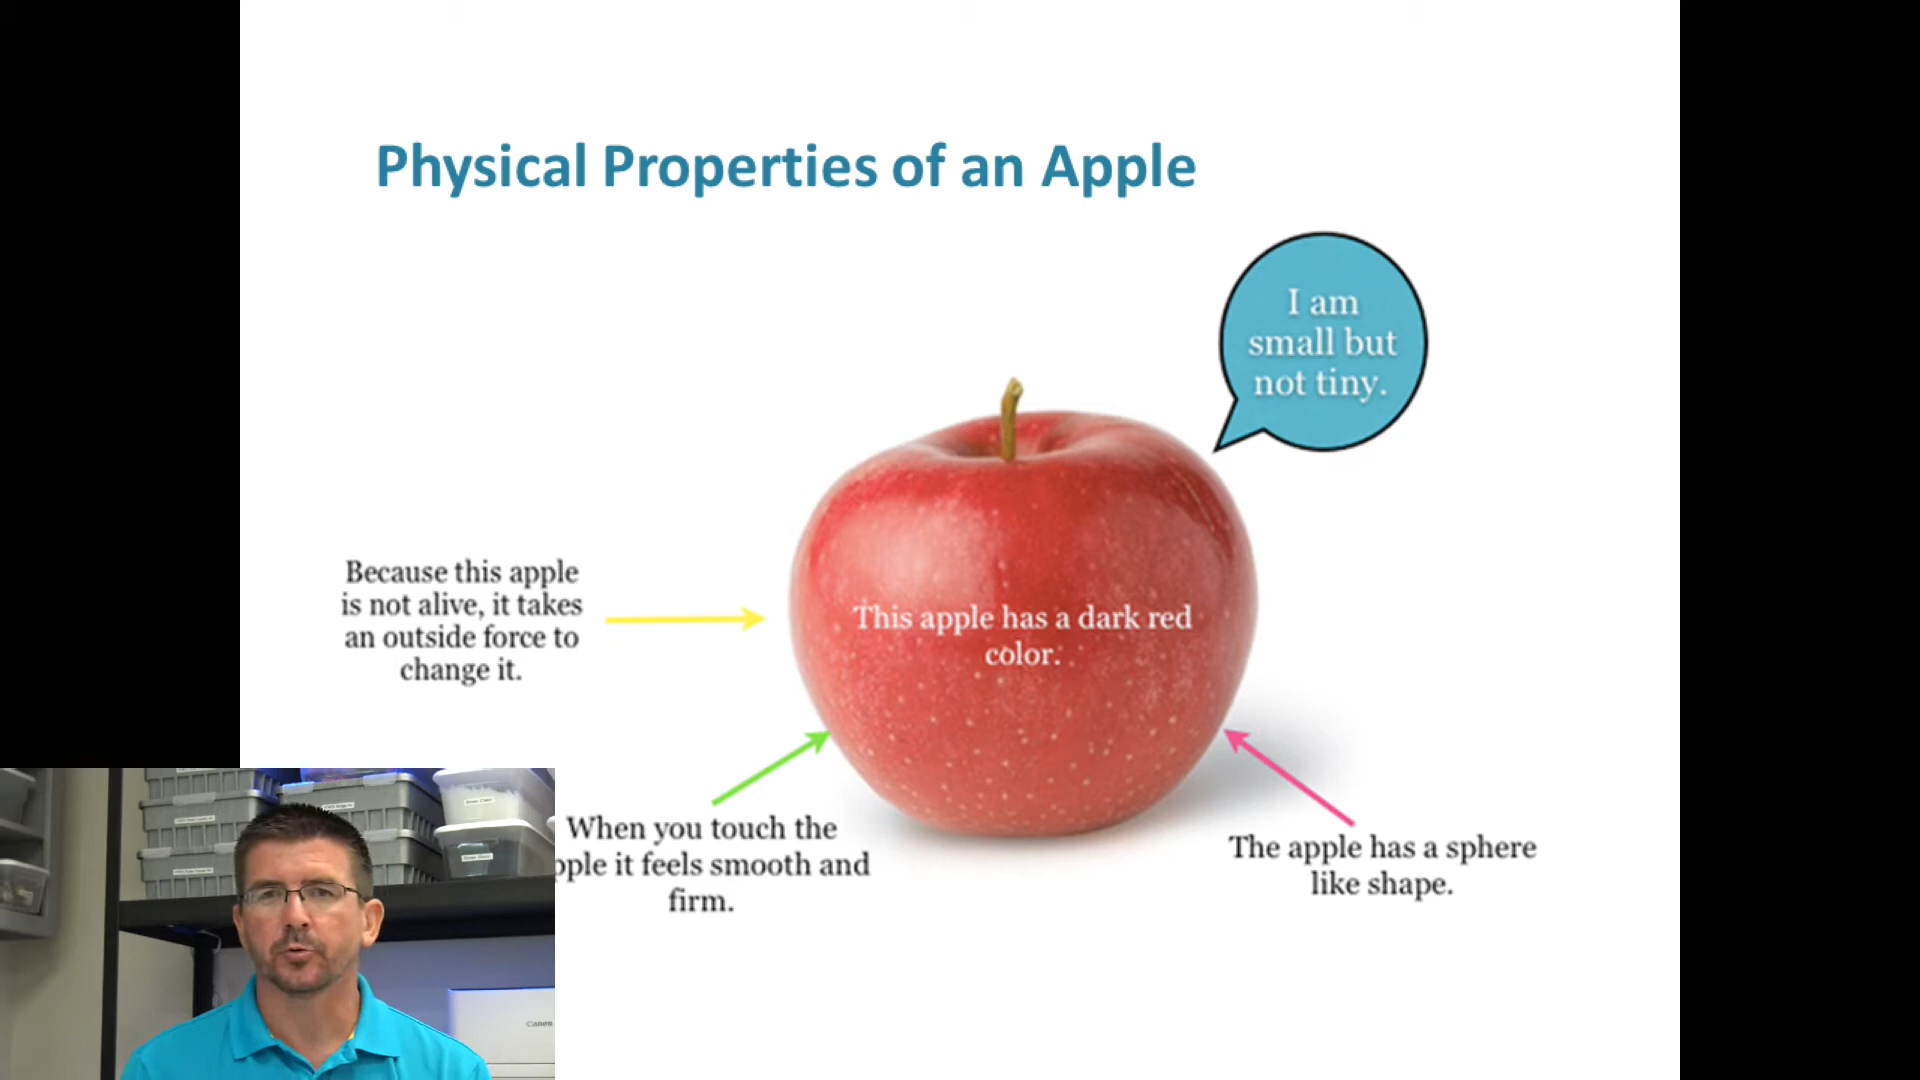 Physical Properties of an Apple
I am
small but
not tiny.
Because this apple
is not alive, it takes
an outside force to
change it.
This apple has a dark red
color.
When you touch the
pple it feels smooth and
firm.
The apple has a sphere
like shape.
Canon